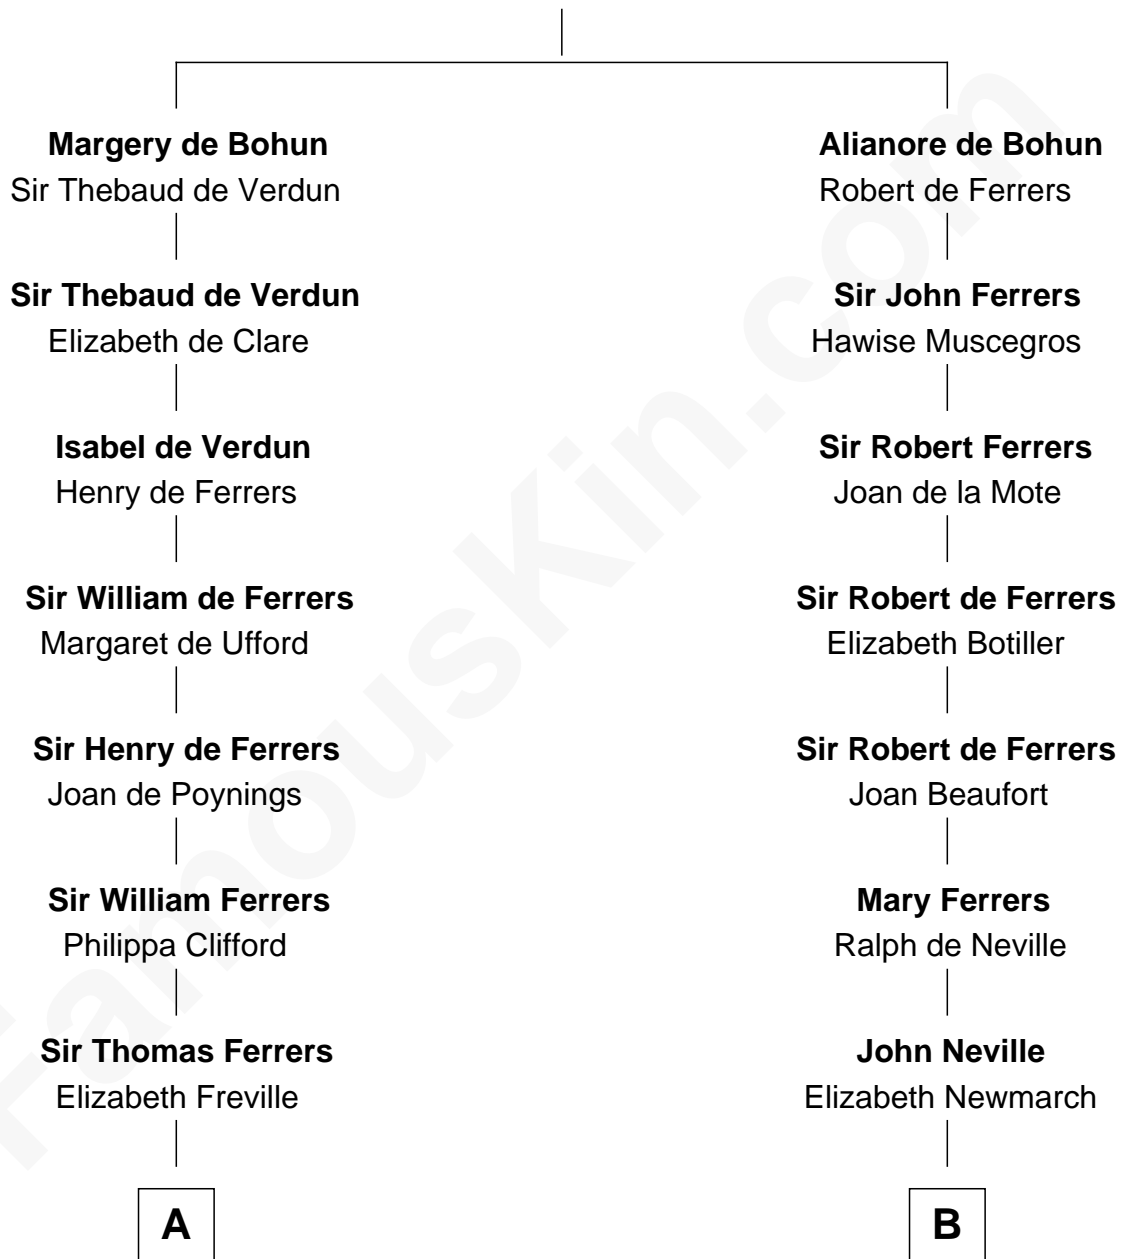 Margery de Bohun
Sir Thebaud de Verdun
Sir Thebaud de Verdun
Elizabeth de Clare
Isabel de Verdun
Henry de Ferrers
Sir William de Ferrers
Margaret de Ufford
Sir Henry de Ferrers
Joan de Poynings
Sir William Ferrers
Philippa Clifford
Sir Thomas Ferrers
Elizabeth Freville
A
Alianore de Bohun
Robert de Ferrers
Sir John Ferrers
Hawise Muscegros
Sir Robert Ferrers
Joan de la Mote
Sir Robert de Ferrers
Elizabeth Botiller
Sir Robert de Ferrers
Joan Beaufort
Mary Ferrers
Ralph de Neville
John Neville
Elizabeth Newmarch
B
FamousKin.com